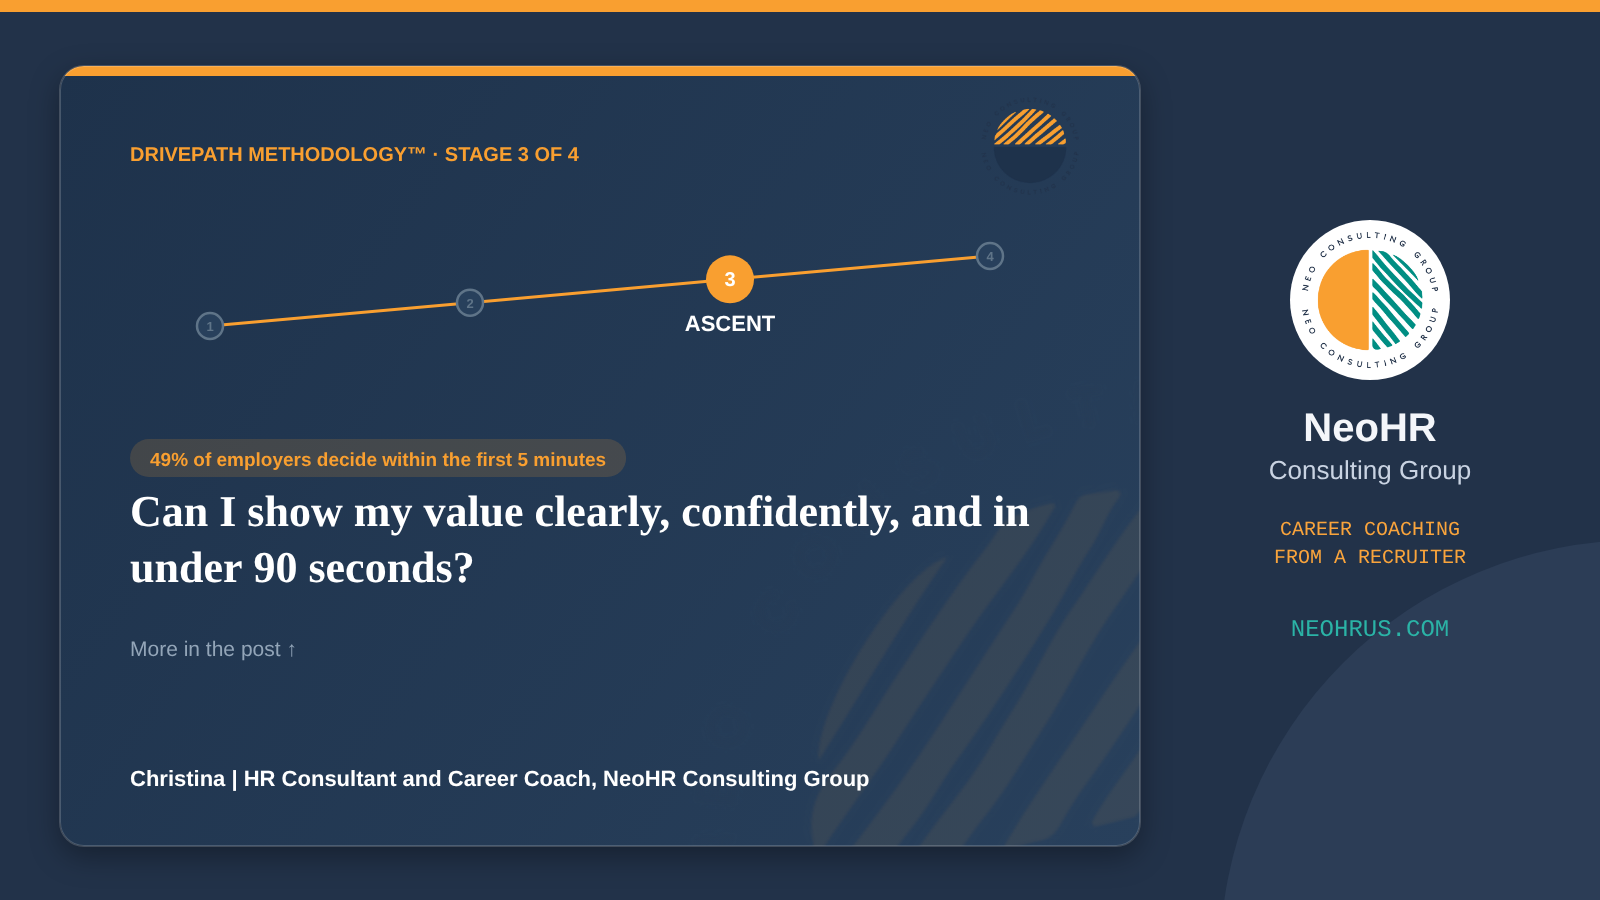 DRIVEPATH METHODOLOGY™ · STAGE 3 OF 4
1
2
3
4
ASCENT
49% of employers decide within the first 5 minutes
Can I show my value clearly, confidently, and in
under 90 seconds?
More in the post ↑
Christina | HR Consultant and Career Coach, NeoHR Consulting Group
NEO CONSULTING GROUP
NEO CONSULTING GROUP
NeoHR
Consulting Group
CAREER COACHING
FROM A RECRUITER
NEOHRUS.COM